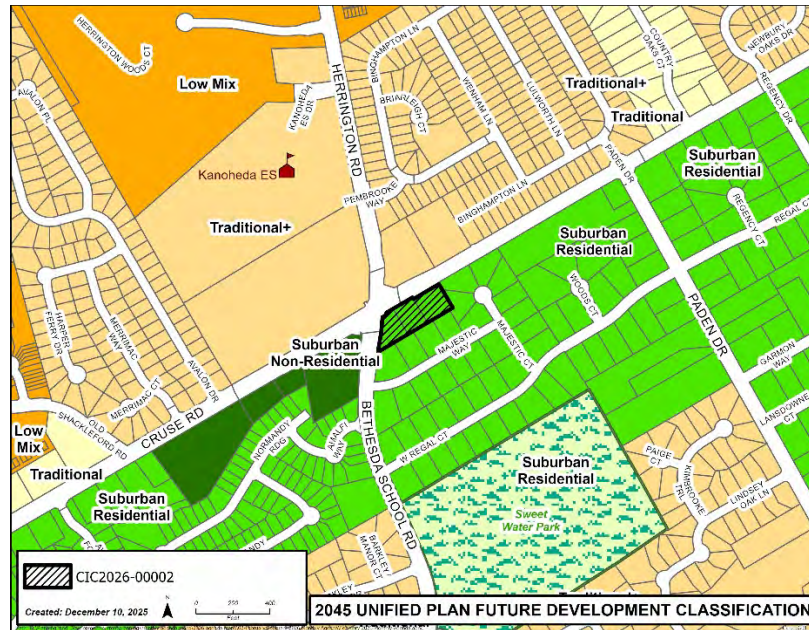 HERRINGTON WOODS CT
Low Mix
HERRINGTON RD
BINGHAMPTON LN
BRIARLEIGH CT
WENHAM LN
LULWORTH LN
COUNTRY OAKS CT
NEWBURY OAKS DR
REGENCY DR
Traditional+
Traditional
AVALON PL
KANOHEDA ES DR
Kanoheda ES
PEMBROOKE WAY
BINGHAMPTON LN
PADEN DR
Suburban Residential
REGENCY CT
REGAL CT
Traditional+
Suburban Residential
WOODS CT
HARPER FERRY DR
MERRIMAC WAY
MERRIMAC CT
AVALON DR
Suburban Non-Residential
MAJESTIC WAY
MAJESTIC CT
PADEN DR
GARMON WAY
OLD SHACKLEFORD RD
CRUSE RD
NORMANDY RDG
AMALFI WAY
BETHESDA SCHOOL RD
W REGAL CT
LANSDOWNE CT
Low Mix
Traditional
Suburban Residential
Suburban Residential
Sweet Water Park
PAIGE CT
KIMBROOKE TRL
LINDSEY OAK LN
BARKLEY MANOR CT
CIC2026-00002
Created: December 10, 2025
N
0 200 400
Feet
2045 UNIFIED PLAN FUTURE DEVELOPMENT CLASSIFICATION